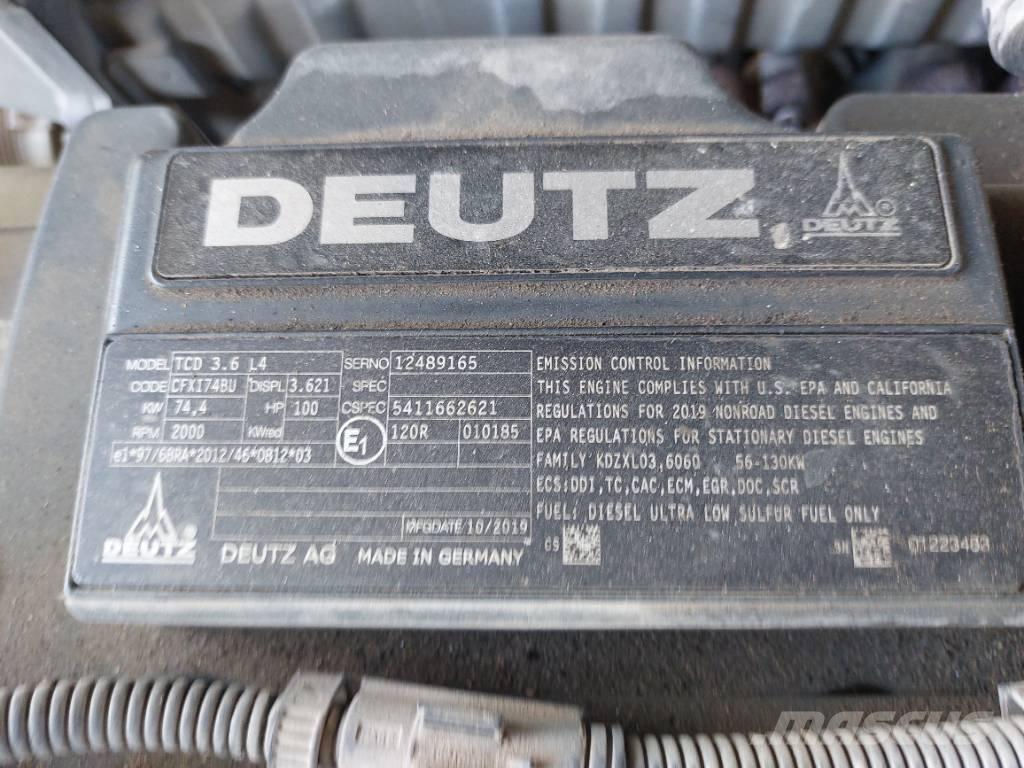 DEUTZ
DEUTZ
MODEL TCD 3.6 L4 SERNO 12489165
CODE CFXI74BU DISPL 3.621 SPEC
KW 74,4 HP 100 CSPEC 5411662621
RPM 2000 KWred E1 120R 010185
e1*97/68RA*2012/46*0812*03
MFGDATE 10/2019
DEUTZ DEUTZ AG MADE IN GERMANY
EMISSION CONTROL INFORMATION
THIS ENGINE COMPLIES WITH U.S. EPA AND CALIFORNIA
REGULATIONS FOR 2019 NONROAD DIESEL ENGINES AND
EPA REGULATIONS FOR STATIONARY DIESEL ENGINES
FAMILY KDZXL03,6060 56-130KW
ECS:DDI,TC,CAC,ECM,EGR,DOC,SCR
FUEL: DIESEL ULTRA LOW SULFUR FUEL ONLY
CS SN 01223483
mascus